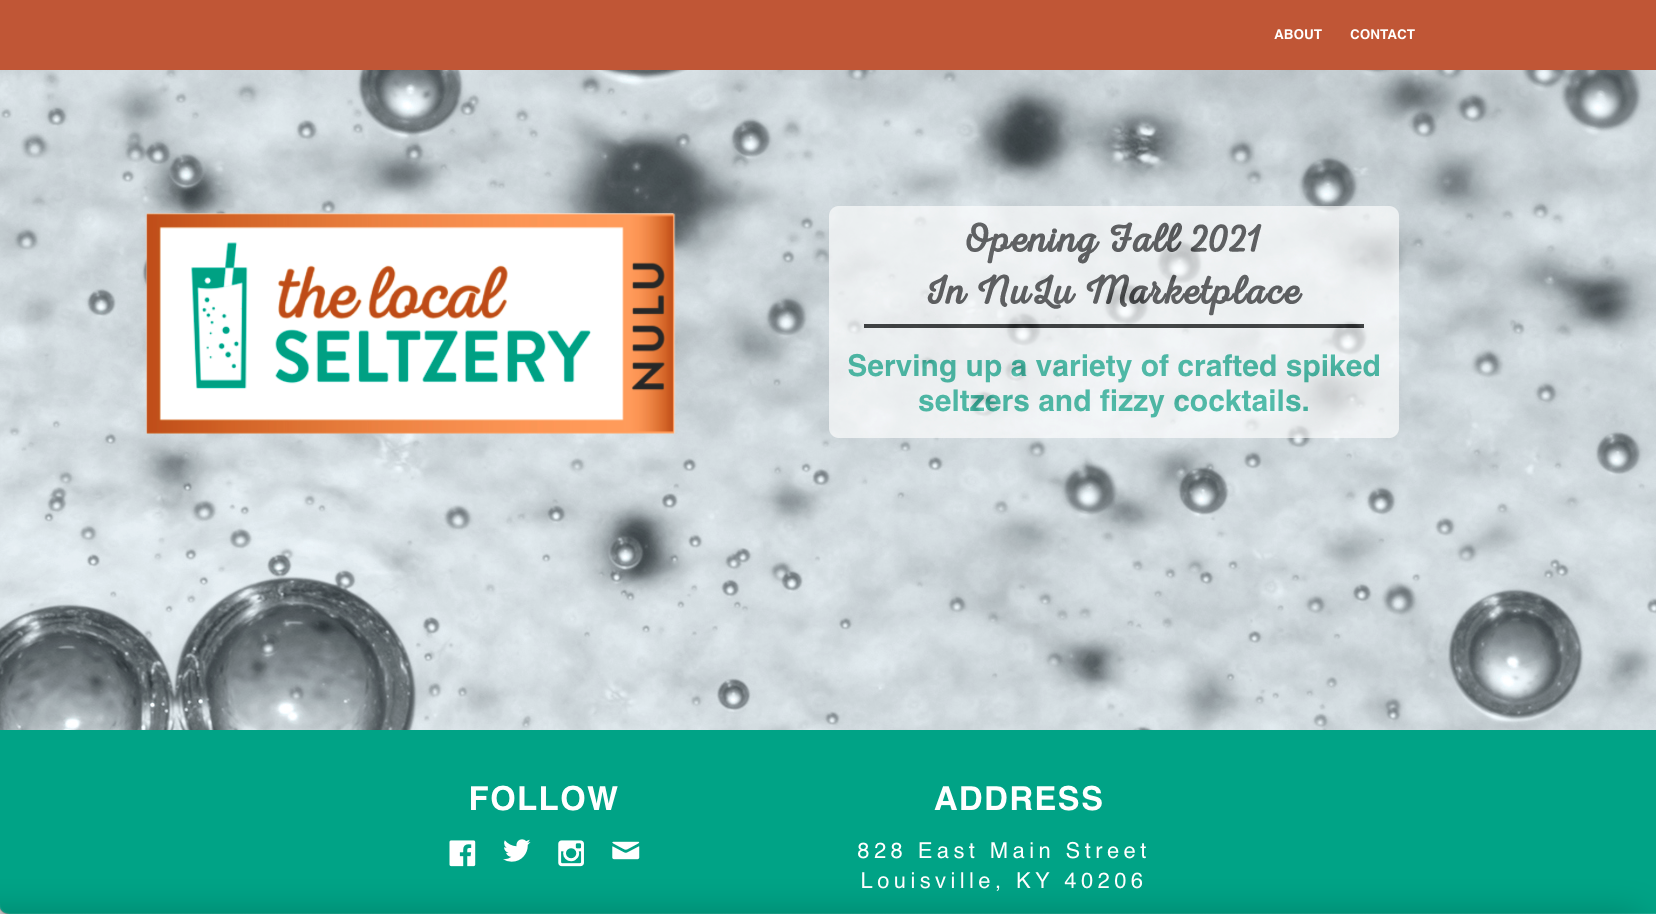 ABOUT CONTACT
the local
SELTZERY
NULU
Opening Fall 2021
In NuLu Marketplace
Serving up a variety of crafted spiked
seltzers and fizzy cocktails.
FOLLOW
ADDRESS
828 East Main Street
Louisville, KY 40206